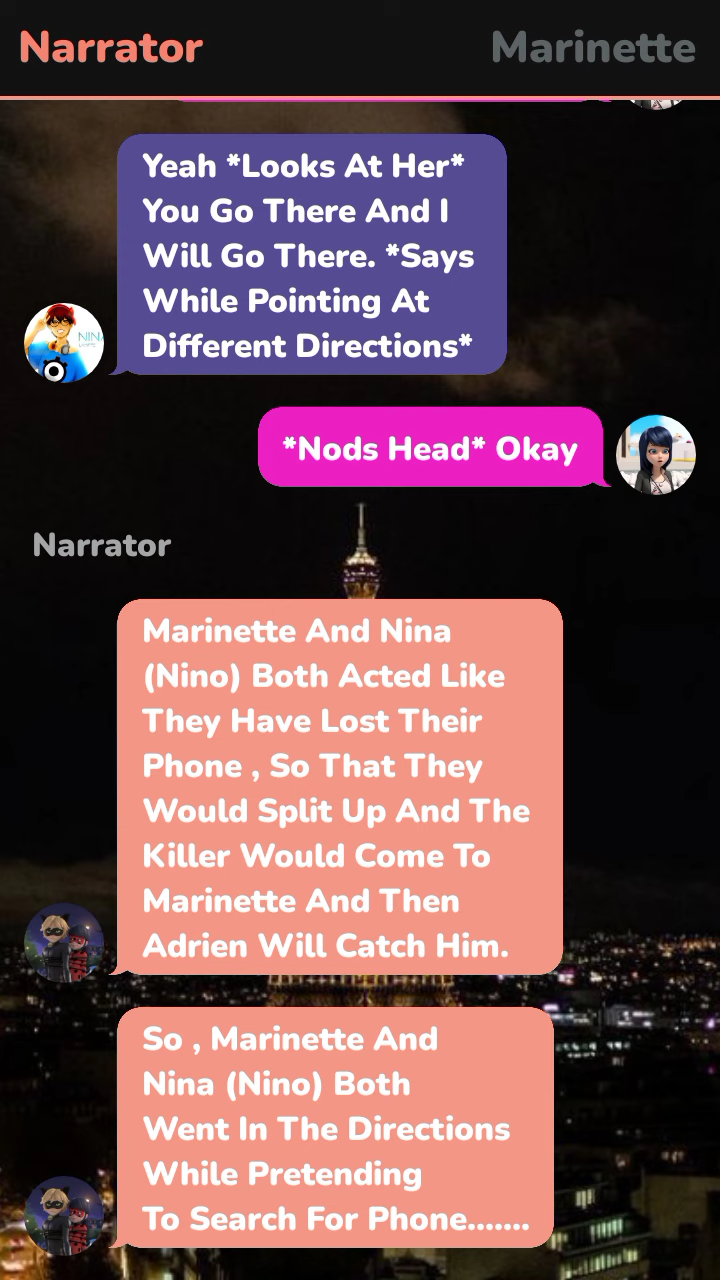 Narrator
Marinette
Yeah *Looks At Her*
You Go There And I
Will Go There. *Says
While Pointing At
Different Directions*
*Nods Head* Okay
Narrator
Marinette And Nina
(Nino) Both Acted Like
They Have Lost Their
Phone , So That They
Would Split Up And The
Killer Would Come To
Marinette And Then
Adrien Will Catch Him.
So , Marinette And
Nina (Nino) Both
Went In The Directions
While Pretending
To Search For Phone.......